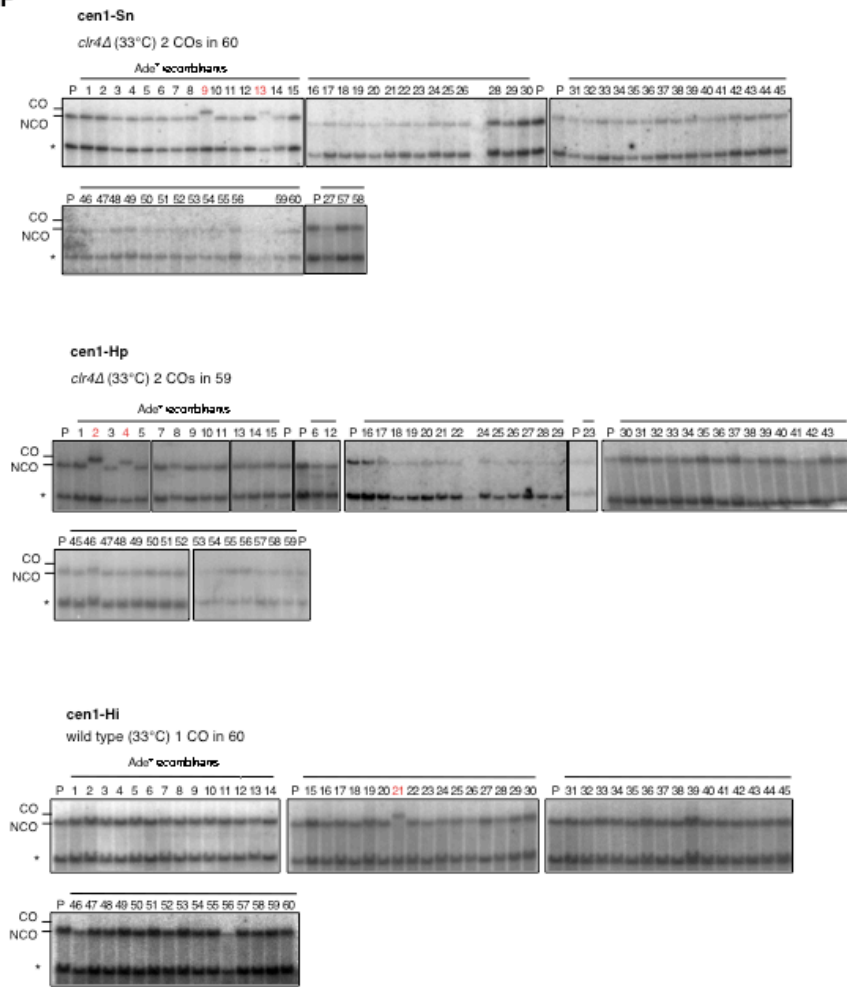 cen1-Sn
clr4Δ (33°C) 2 COs in 60
Ade⁺ recombinants
P 1 2 3 4 5 6 7 8 9 10 11 12 13 14 15 16 17 18 19 20 21 22 23 24 25 26 28 29 30 P P 31 32 33 34 35 36 37 38 39 40 41 42 43 44 45
CO
NCO
*
P 46 47 48 49 50 51 52 53 54 55 56 59 60 P 27 57 58
CO
NCO
*
cen1-Hp
clr4Δ (33°C) 2 COs in 59
Ade⁺ recombinants
P 1 2 3 4 5 7 8 9 10 11 13 14 15 P P 6 12 P 16 17 18 19 20 21 22 24 25 26 27 28 29 P 23 P 30 31 32 33 34 35 36 37 38 39 40 41 42 43
CO
NCO
*
P 45 46 47 48 49 50 51 52 53 54 55 56 57 58 59 P
CO
NCO
*
cen1-Hi
wild type (33°C) 1 CO in 60
Ade⁺ recombinants
P 1 2 3 4 5 6 7 8 9 10 11 12 13 14 P 15 16 17 18 19 20 21 22 23 24 25 26 27 28 29 30 P 31 32 33 34 35 36 37 38 39 40 41 42 43 44 45
CO
NCO
*
P 46 47 48 49 50 51 52 53 54 55 56 57 58 59 60
CO
NCO
*